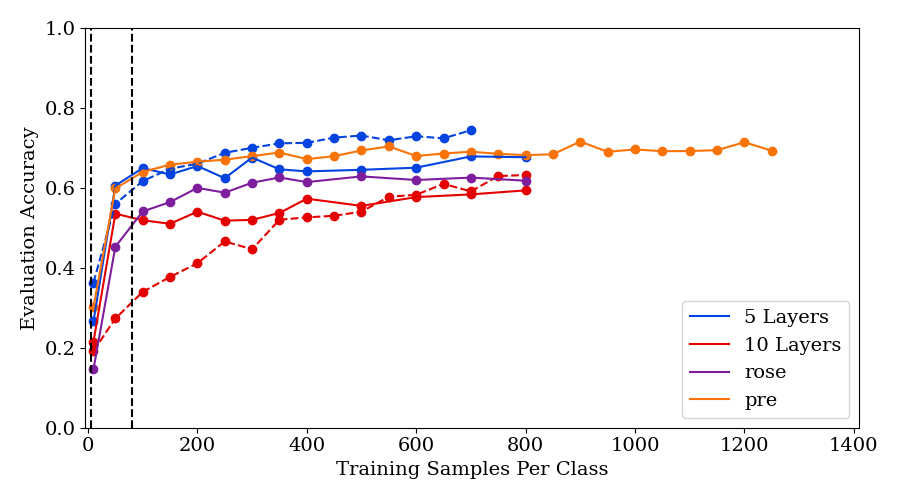 1.0
0.8
0.6
0.4
0.2
0.0
Evaluation Accuracy
5 Layers
10 Layers
rose
pre
0 200 400 600 800 1000 1200 1400
Training Samples Per Class